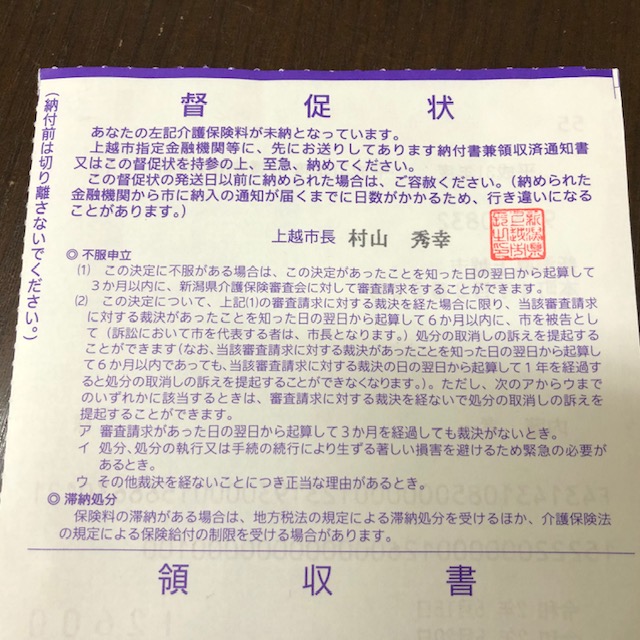 督促状
(納付前は切り離さないでください。)
あなたの左記介護保険料が未納となっています。
上越市指定金融機関等に、先にお送りしてあります納付書兼領収済通知書
又はこの督促状を持参の上、至急、納めてください。
この督促状の発送日以前に納められた場合は、ご容赦ください。(納められた
金融機関から市に納入の通知が届くまでに日数がかかるため、行き違いになる
ことがあります。)
上越市長 村山 秀幸
◎ 不服申立
(1) この決定に不服がある場合は、この決定があったことを知った日の翌日から起算して
3か月以内に、新潟県介護保険審査会に対して審査請求をすることができます。
(2) この決定について、上記(1)の審査請求に対する裁決を経た場合に限り、当該審査請求
に対する裁決があったことを知った日の翌日から起算して6か月以内に、市を被告とし
て(訴訟において市を代表する者は、市長となります。)処分の取消しの訴えを提起する
ことができます(なお、当該審査請求に対する裁決があったことを知った日の翌日から起算し
て6か月以内であっても、当該審査請求に対する裁決の日の翌日から起算して1年を経過す
ると処分の取消しの訴えを提起することができなくなります。)。ただし、次のアからウまで
のいずれかに該当するときは、審査請求に対する裁決を経ないで処分の取消しの訴えを
提起することができます。
ア 審査請求があった日の翌日から起算して3か月を経過しても裁決がないとき。
イ 処分、処分の執行又は手続の続行により生ずる著しい損害を避けるため緊急の必要が
あるとき。
ウ その他裁決を経ないことにつき正当な理由があるとき。
◎ 滞納処分
保険料の滞納がある場合は、地方税法の規定による滞納処分を受けるほか、介護保険法
の規定による保険給付の制限を受ける場合があります。
領収書